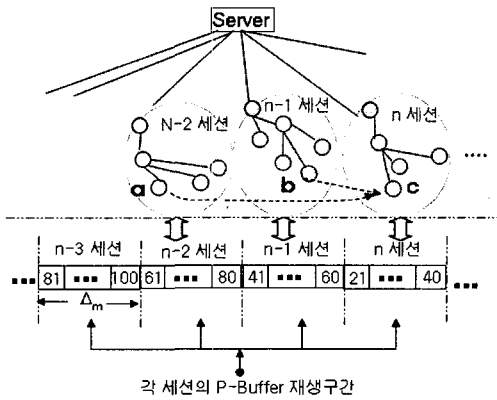 Server
N-2 세션
n-1 세션
n 세션
a
b
c
n-3 세션
n-2 세션
n-1 세션
n 세션
81 ▪▪▪ 100 61 ▪▪▪ 80 41 ▪▪▪ 60 21 ▪▪▪ 40
Δm
각 세션의 P-Buffer 재생구간